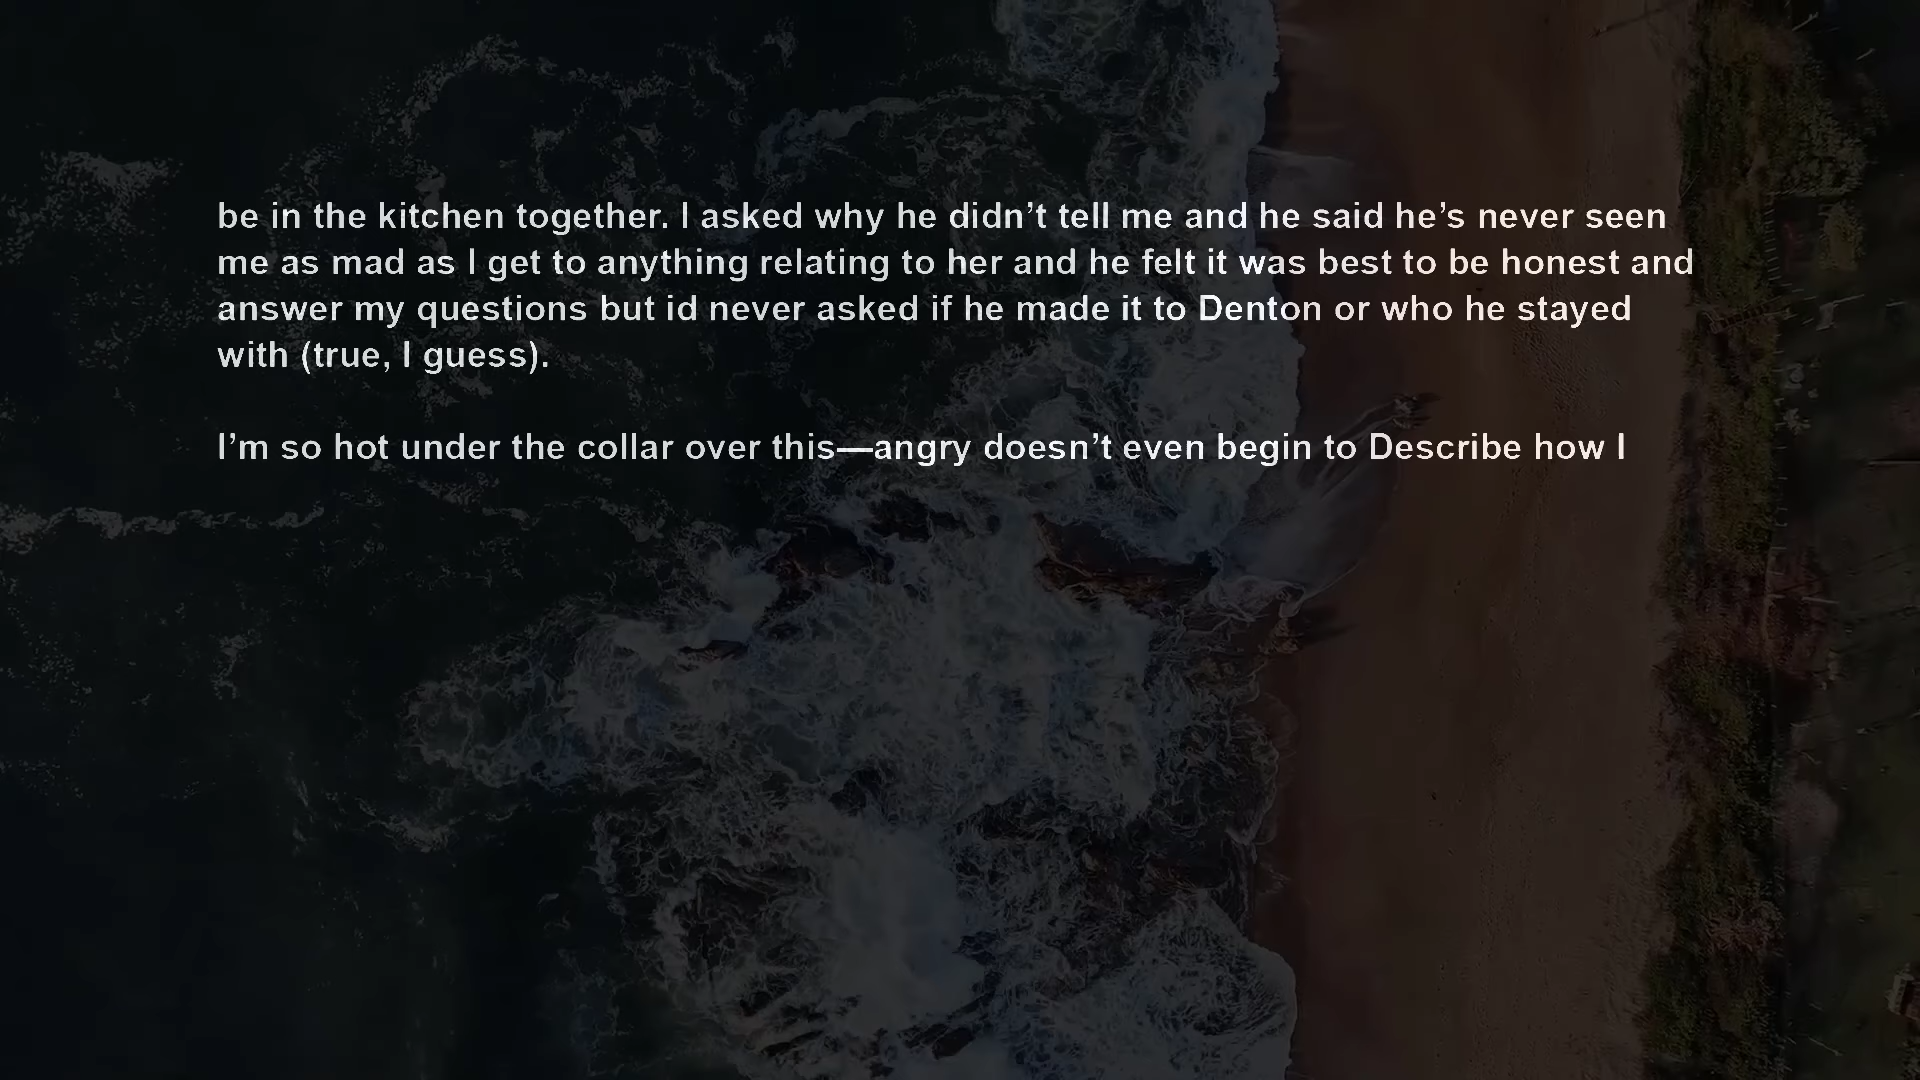 be in the kitchen together. I asked why he didn’t tell me and he said he’s never seen
me as mad as I get to anything relating to her and he felt it was best to be honest and
answer my questions but id never asked if he made it to Denton or who he stayed
with (true, I guess).
I’m so hot under the collar over this—angry doesn’t even begin to Describe how I